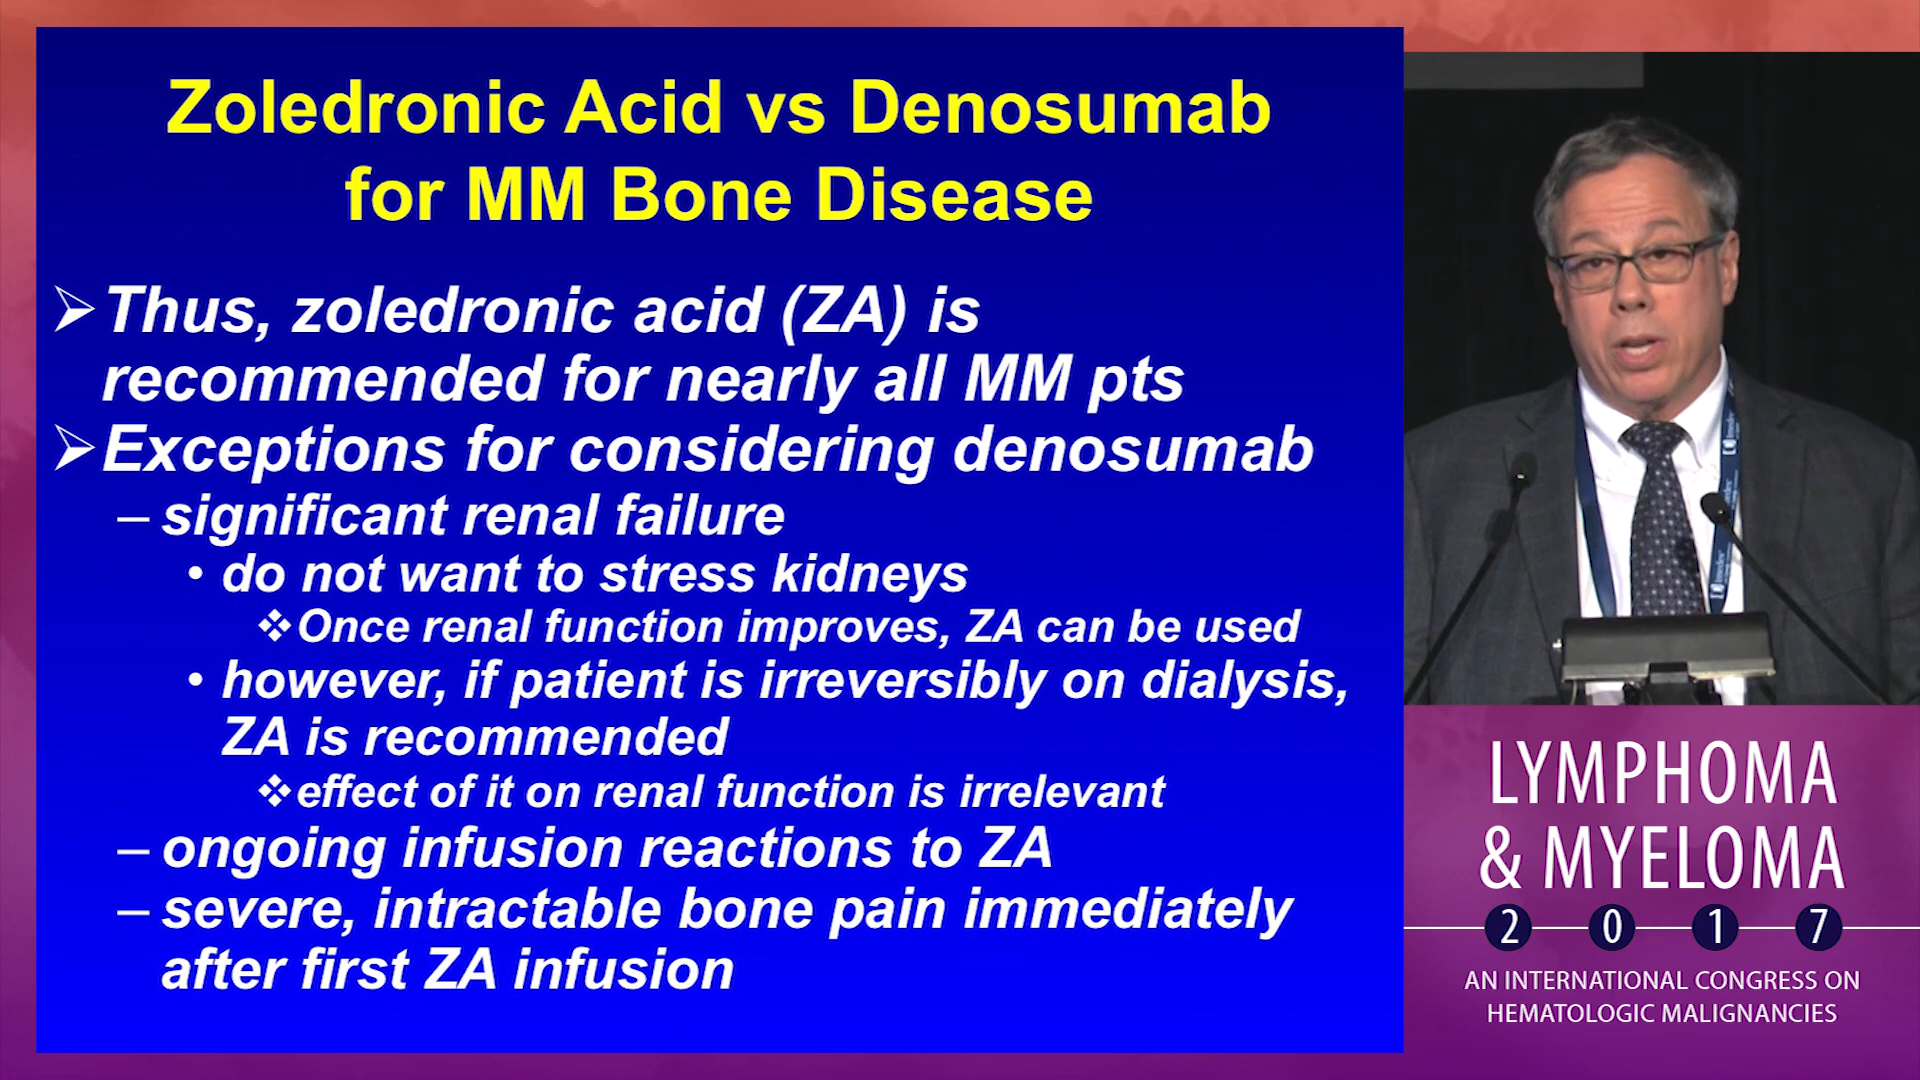 Zoledronic Acid vs Denosumab
for MM Bone Disease
➢Thus, zoledronic acid (ZA) is
recommended for nearly all MM pts
➢Exceptions for considering denosumab
– significant renal failure
• do not want to stress kidneys
❖Once renal function improves, ZA can be used
• however, if patient is irreversibly on dialysis,
ZA is recommended
❖effect of it on renal function is irrelevant
– ongoing infusion reactions to ZA
– severe, intractable bone pain immediately
after first ZA infusion
LYMPHOMA
& MYELOMA
2 0 1 7
AN INTERNATIONAL CONGRESS ON
HEMATOLOGIC MALIGNANCIES